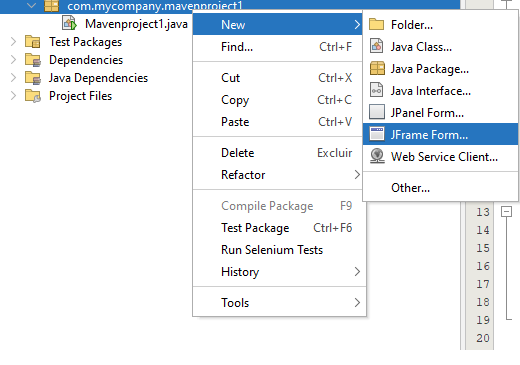 com.mycompany.mavenproject1
Mavenproject1.java
Test Packages
Dependencies
Java Dependencies
Project Files
New
Find... Ctrl+F
Cut Ctrl+X
Copy Ctrl+C
Paste Ctrl+V
Delete Excluir
Refactor
Compile Package F9
Test Package Ctrl+F6
Run Selenium Tests
History
Tools
Folder...
Java Class...
Java Package...
Java Interface...
JPanel Form...
JFrame Form...
Web Service Client...
Other...
13
14
15
16
17
18
19
20